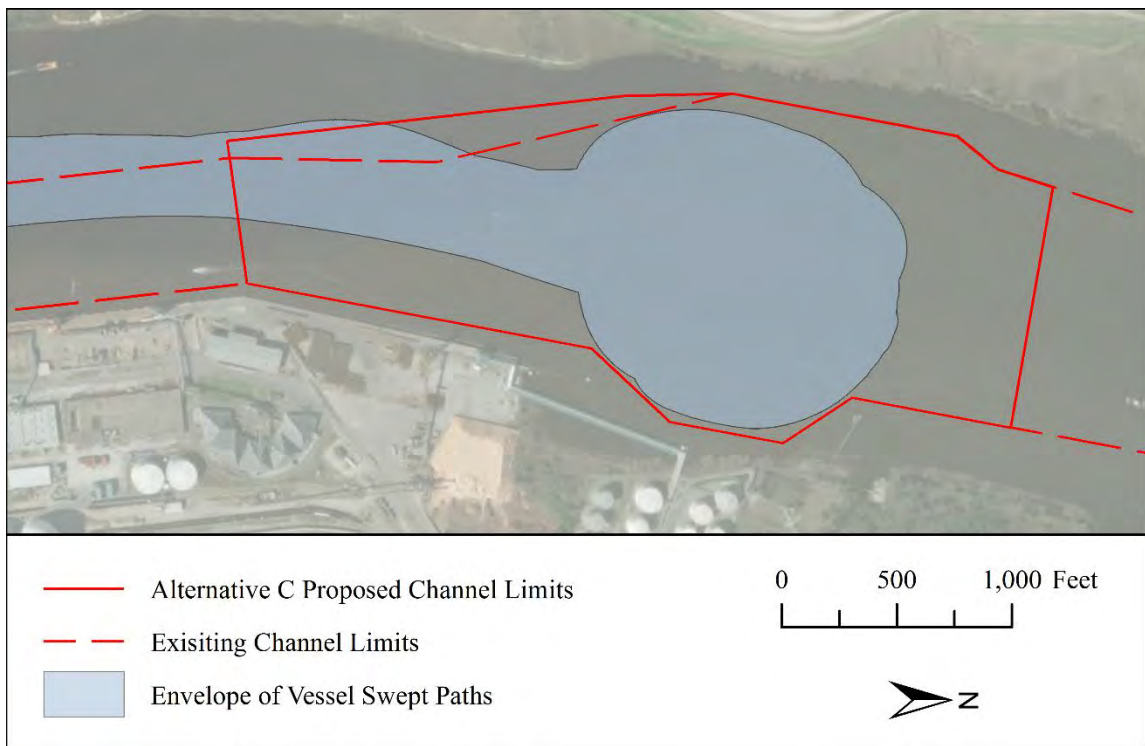 Alternative C Proposed Channel Limits
Exisiting Channel Limits
Envelope of Vessel Swept Paths
0 500 1,000 Feet
N